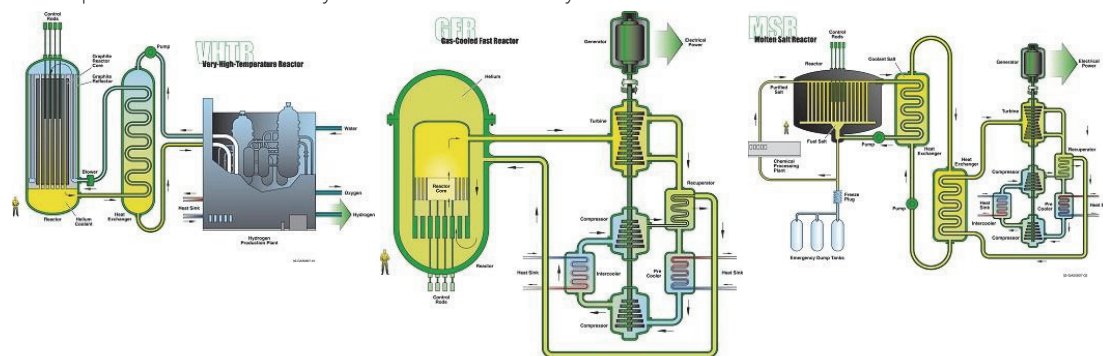 VHTR
Very-High-Temperature Reactor
Control
Rods
Graphite
Reactor
Core
Graphite
Reflector
Pump
Blower
Reactor
Helium
Coolant
Heat
Exchanger
Heat Sink
Water
Oxygen
Hydrogen
Hydrogen
Production Plant
GFR
Gas-Cooled Fast Reactor
Helium
Generator
Electrical
Power
Turbine
Reactor
Core
Recuperator
Compressor
Reactor
Heat Sink
Intercooler
Pre
Cooler
Heat Sink
Compressor
Control
Rods
MSR
Molten Salt Reactor
Control
Rods
Reactor
Coolant Salt
Purified
Salt
Fuel Salt
Pump
Chemical
Processing
Plant
Heat
Exchanger
Freeze
Plug
Pump
Emergency Dump Tanks
Heat
Exchanger
Generator
Electrical
Power
Turbine
Recuperator
Compressor
Heat
Sink
Pre
Cooler
Heat
Intercooler
Compressor